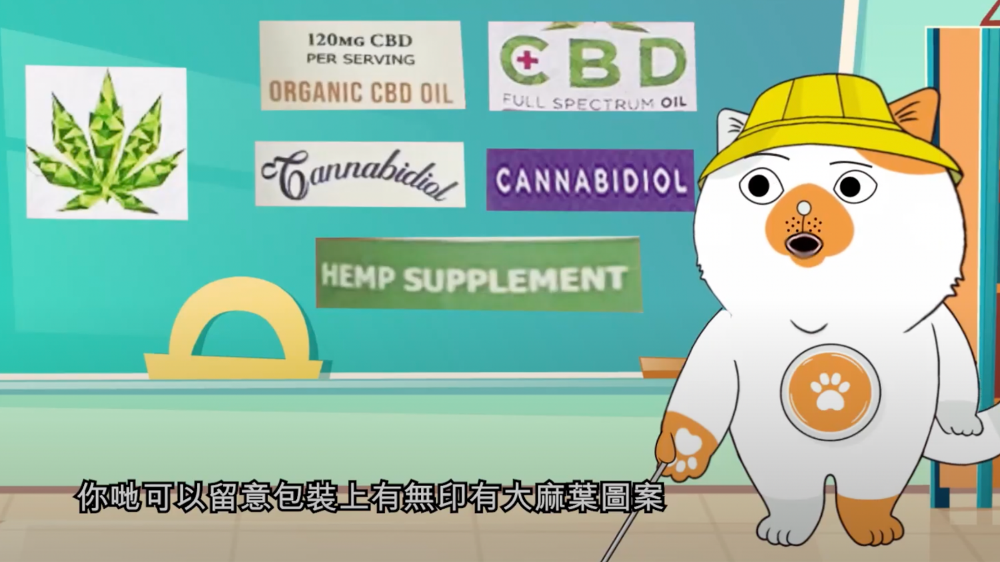 120MG CBD
PER SERVING
ORGANIC CBD OIL
CBD
FULL SPECTRUM OIL
Cannabidiol
CANNABIDIOL
HEMP SUPPLEMENT
你哋可以留意包裝上有無印有大麻葉圖案